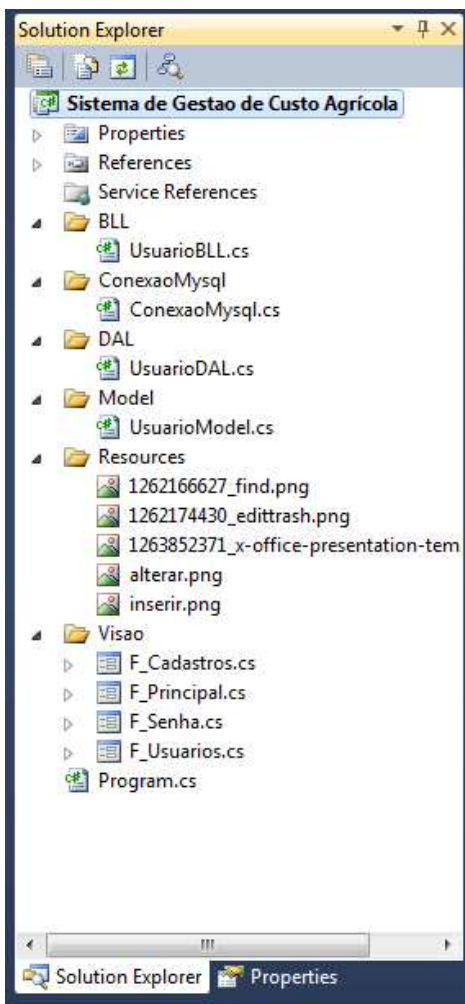 Solution Explorer
Sistema de Gestao de Custo Agrícola
Properties
References
Service References
BLL
UsuarioBLL.cs
ConexaoMysql
ConexaoMysql.cs
DAL
UsuarioDAL.cs
Model
UsuarioModel.cs
Resources
1262166627_find.png
1262174430_edittrash.png
1263852371_x-office-presentation-tem
alterar.png
inserir.png
Visao
F_Cadastros.cs
F_Principal.cs
F_Senha.cs
F_Usuarios.cs
Program.cs
Solution Explorer Properties